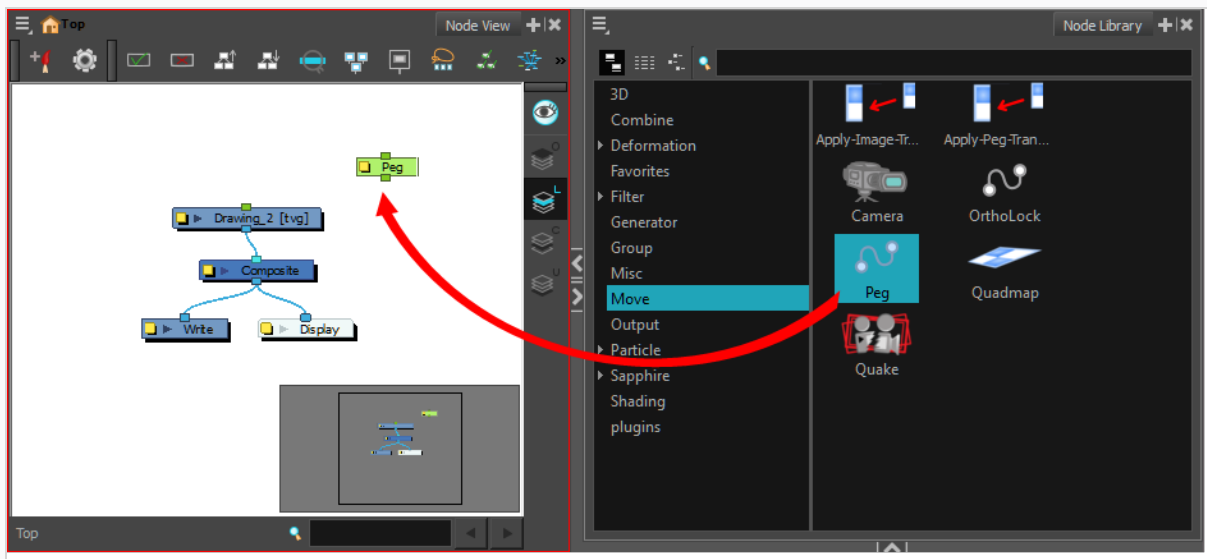 Top
Node View
Peg
Drawing_2 [tvg]
Composite
Write
Display
O
L
C
U
Top
Node Library
3D
Combine
Deformation
Favorites
Filter
Generator
Group
Misc
Move
Output
Particle
Sapphire
Shading
plugins
Apply-Image-Tr... Apply-Peg-Tran...
Camera OrthoLock
Peg Quadmap
Quake